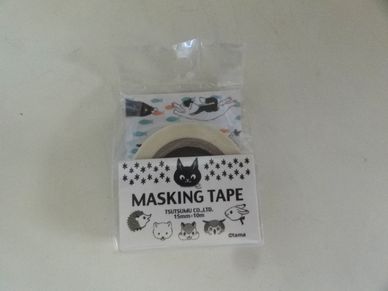 MASKING TAPE
TSUTSUMU CO.,LTD.
15mm×10m
©tama